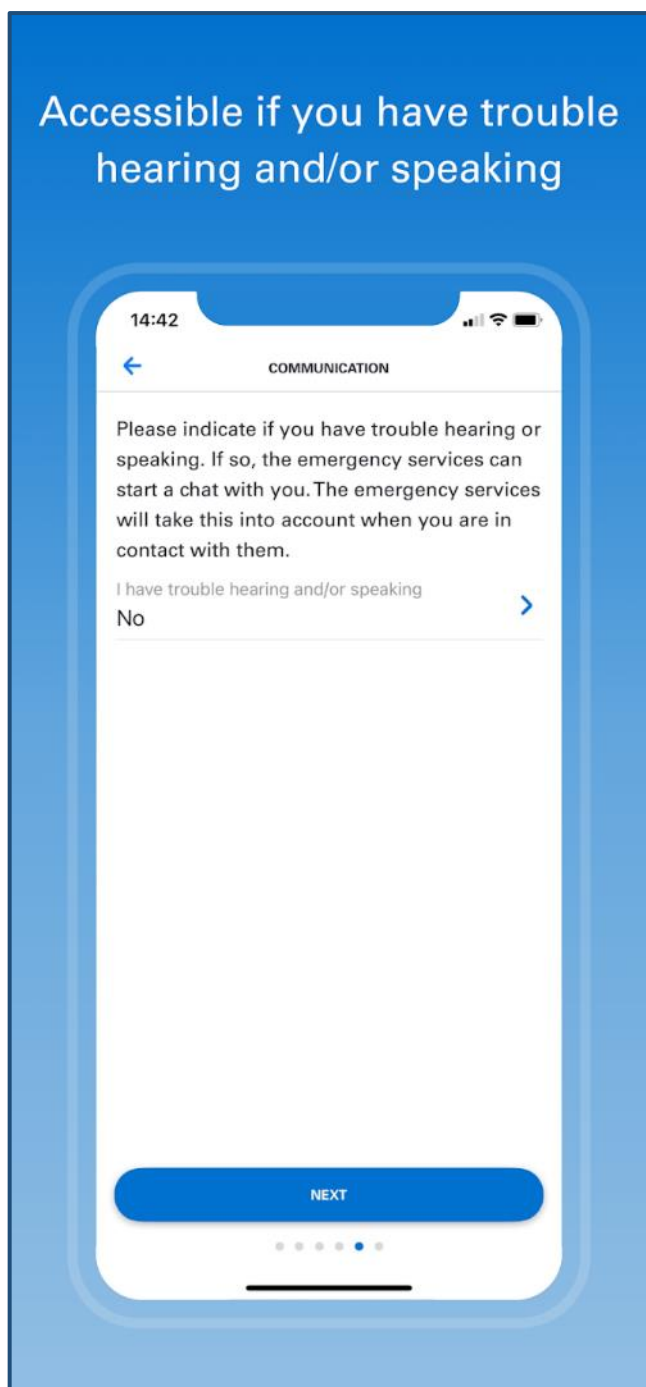 Accessible if you have trouble
hearing and/or speaking
14:42
COMMUNICATION
Please indicate if you have trouble hearing or
speaking. If so, the emergency services can
start a chat with you. The emergency services
will take this into account when you are in
contact with them.
I have trouble hearing and/or speaking
No
NEXT